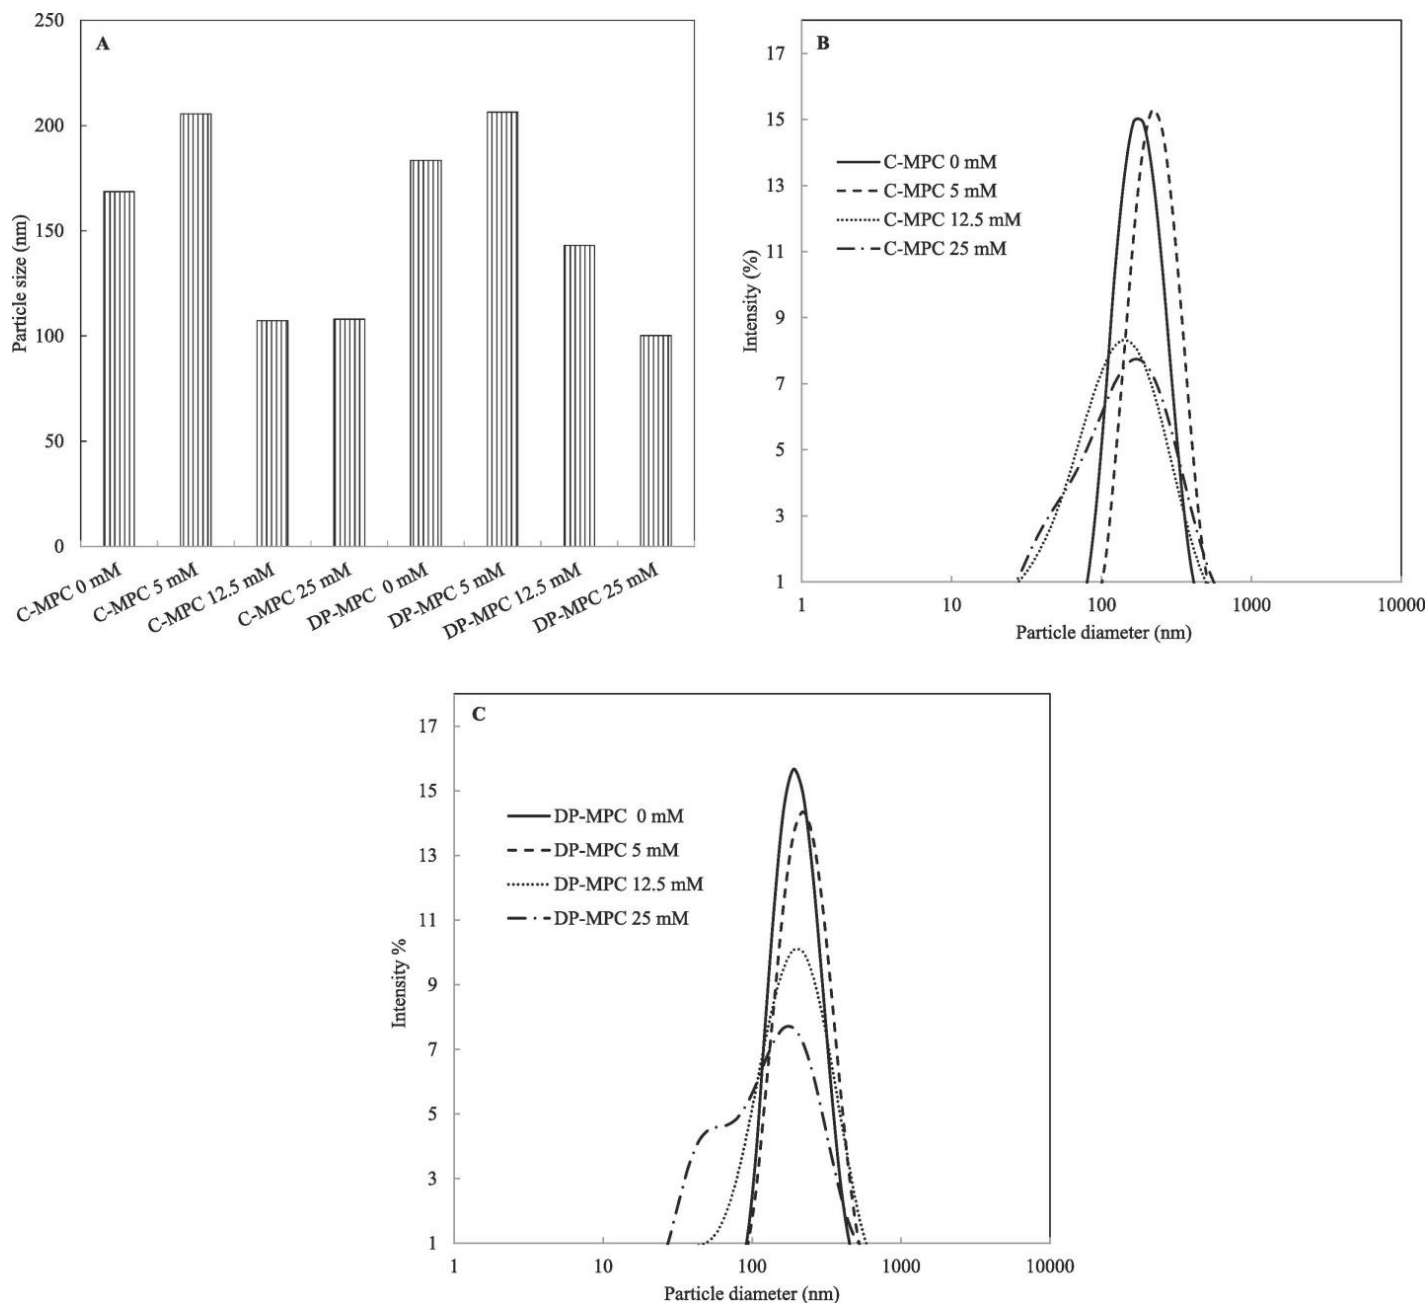 A
250
200
150
100
50
0
Particle size (nm)
C-MPC 0 mM
C-MPC 5 mM
C-MPC 12.5 mM
C-MPC 25 mM
DP-MPC 0 mM
DP-MPC 5 mM
DP-MPC 12.5 mM
DP-MPC 25 mM
B
17
15
13
11
9
7
5
3
1
Intensity (%)
C-MPC 0 mM
C-MPC 5 mM
C-MPC 12.5 mM
C-MPC 25 mM
1 10 100 1000 10000
Particle diameter (nm)
C
17
15
13
11
9
7
5
3
1
Intensity %
DP-MPC 0 mM
DP-MPC 5 mM
DP-MPC 12.5 mM
DP-MPC 25 mM
1 10 100 1000 10000
Particle diameter (nm)